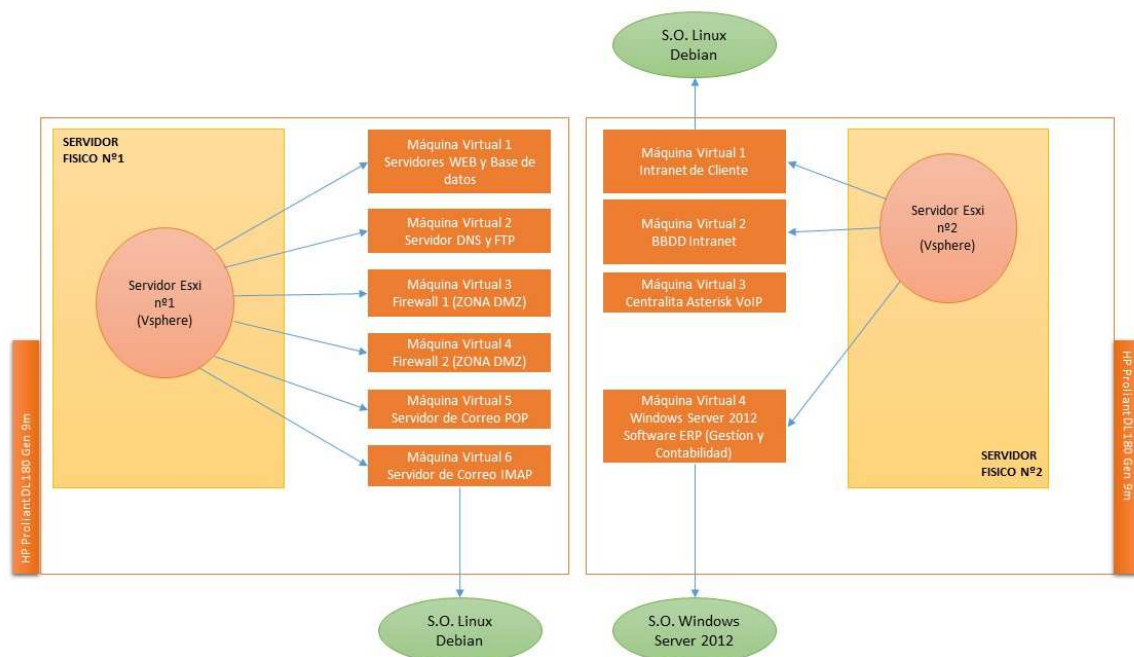 S.O. Linux
Debian
SERVIDOR
FISICO Nº1
Servidor Esxi
nº1
(Vsphere)
HP ProliantDL180 Gen 9m
Máquina Virtual 1
Servidores WEB y Base de
datos
Máquina Virtual 2
Servidor DNS y FTP
Máquina Virtual 3
Firewall 1 (ZONA DMZ)
Máquina Virtual 4
Firewall 2 (ZONA DMZ)
Máquina Virtual 5
Servidor de Correo POP
Máquina Virtual 6
Servidor de Correo IMAP
S.O. Linux
Debian
Máquina Virtual 1
Intranet de Cliente
Máquina Virtual 2
BBDD Intranet
Máquina Virtual 3
Centralita Asterisk VoIP
Máquina Virtual 4
Windows Server 2012
Software ERP (Gestíon y
Contabilidad)
Servidor Esxi
nº2
(Vsphere)
SERVIDOR
FISICO Nº2
HP ProliantDL180 Gen 9m
S.O. Windows
Server 2012